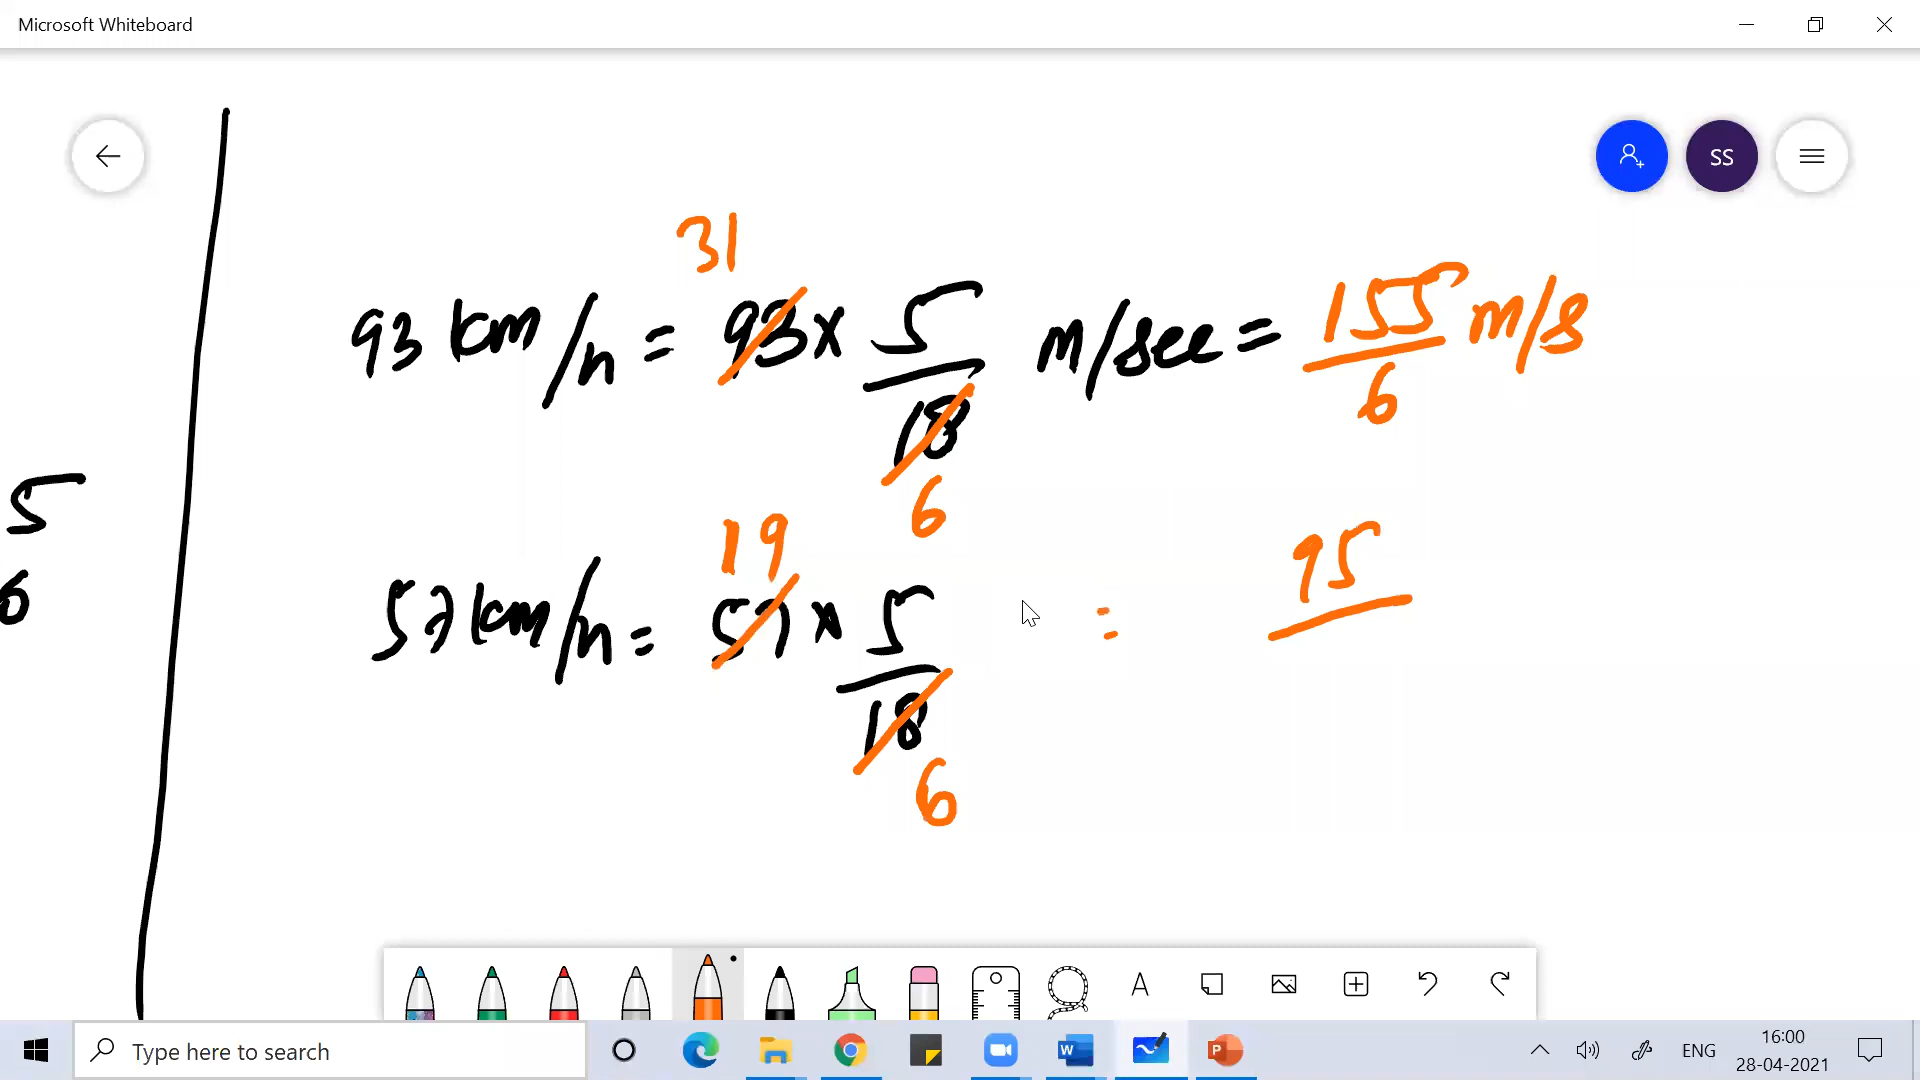 Microsoft Whiteboard
SS
31
93 km/h = 93 x 5/18 m/sec = 155/6 m/s
6
5
6
19
57 km/h = 57 x 5/18 = 95
6
A
Type here to search
ENG
16:00
28-04-2021